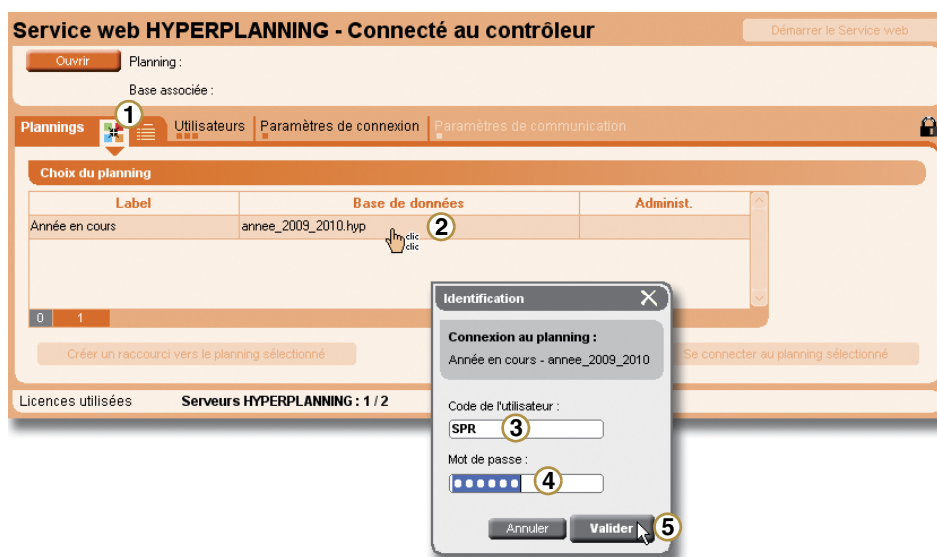 Service web HYPERPLANNING - Connecté au contrôleur
Démarrer le Service web
Ouvrir
Planning :
Base associée :
1
Plannings
Utilisateurs
Paramètres de connexion
Paramètres de communication
Choix du planning
Label
Base de données
Administ.
Année en cours
annee_2009_2010.hyp
2
clic
clic
0 1
Créer un raccourci vers le planning sélectionné
Se connecter au planning sélectionné
Licences utilisées
Serveurs HYPERPLANNING : 1 / 2
Identification
Connexion au planning :
Année en cours - annee_2009_2010
Code de l'utilisateur :
SPR
3
Mot de passe :
4
Annuler
Valider
5